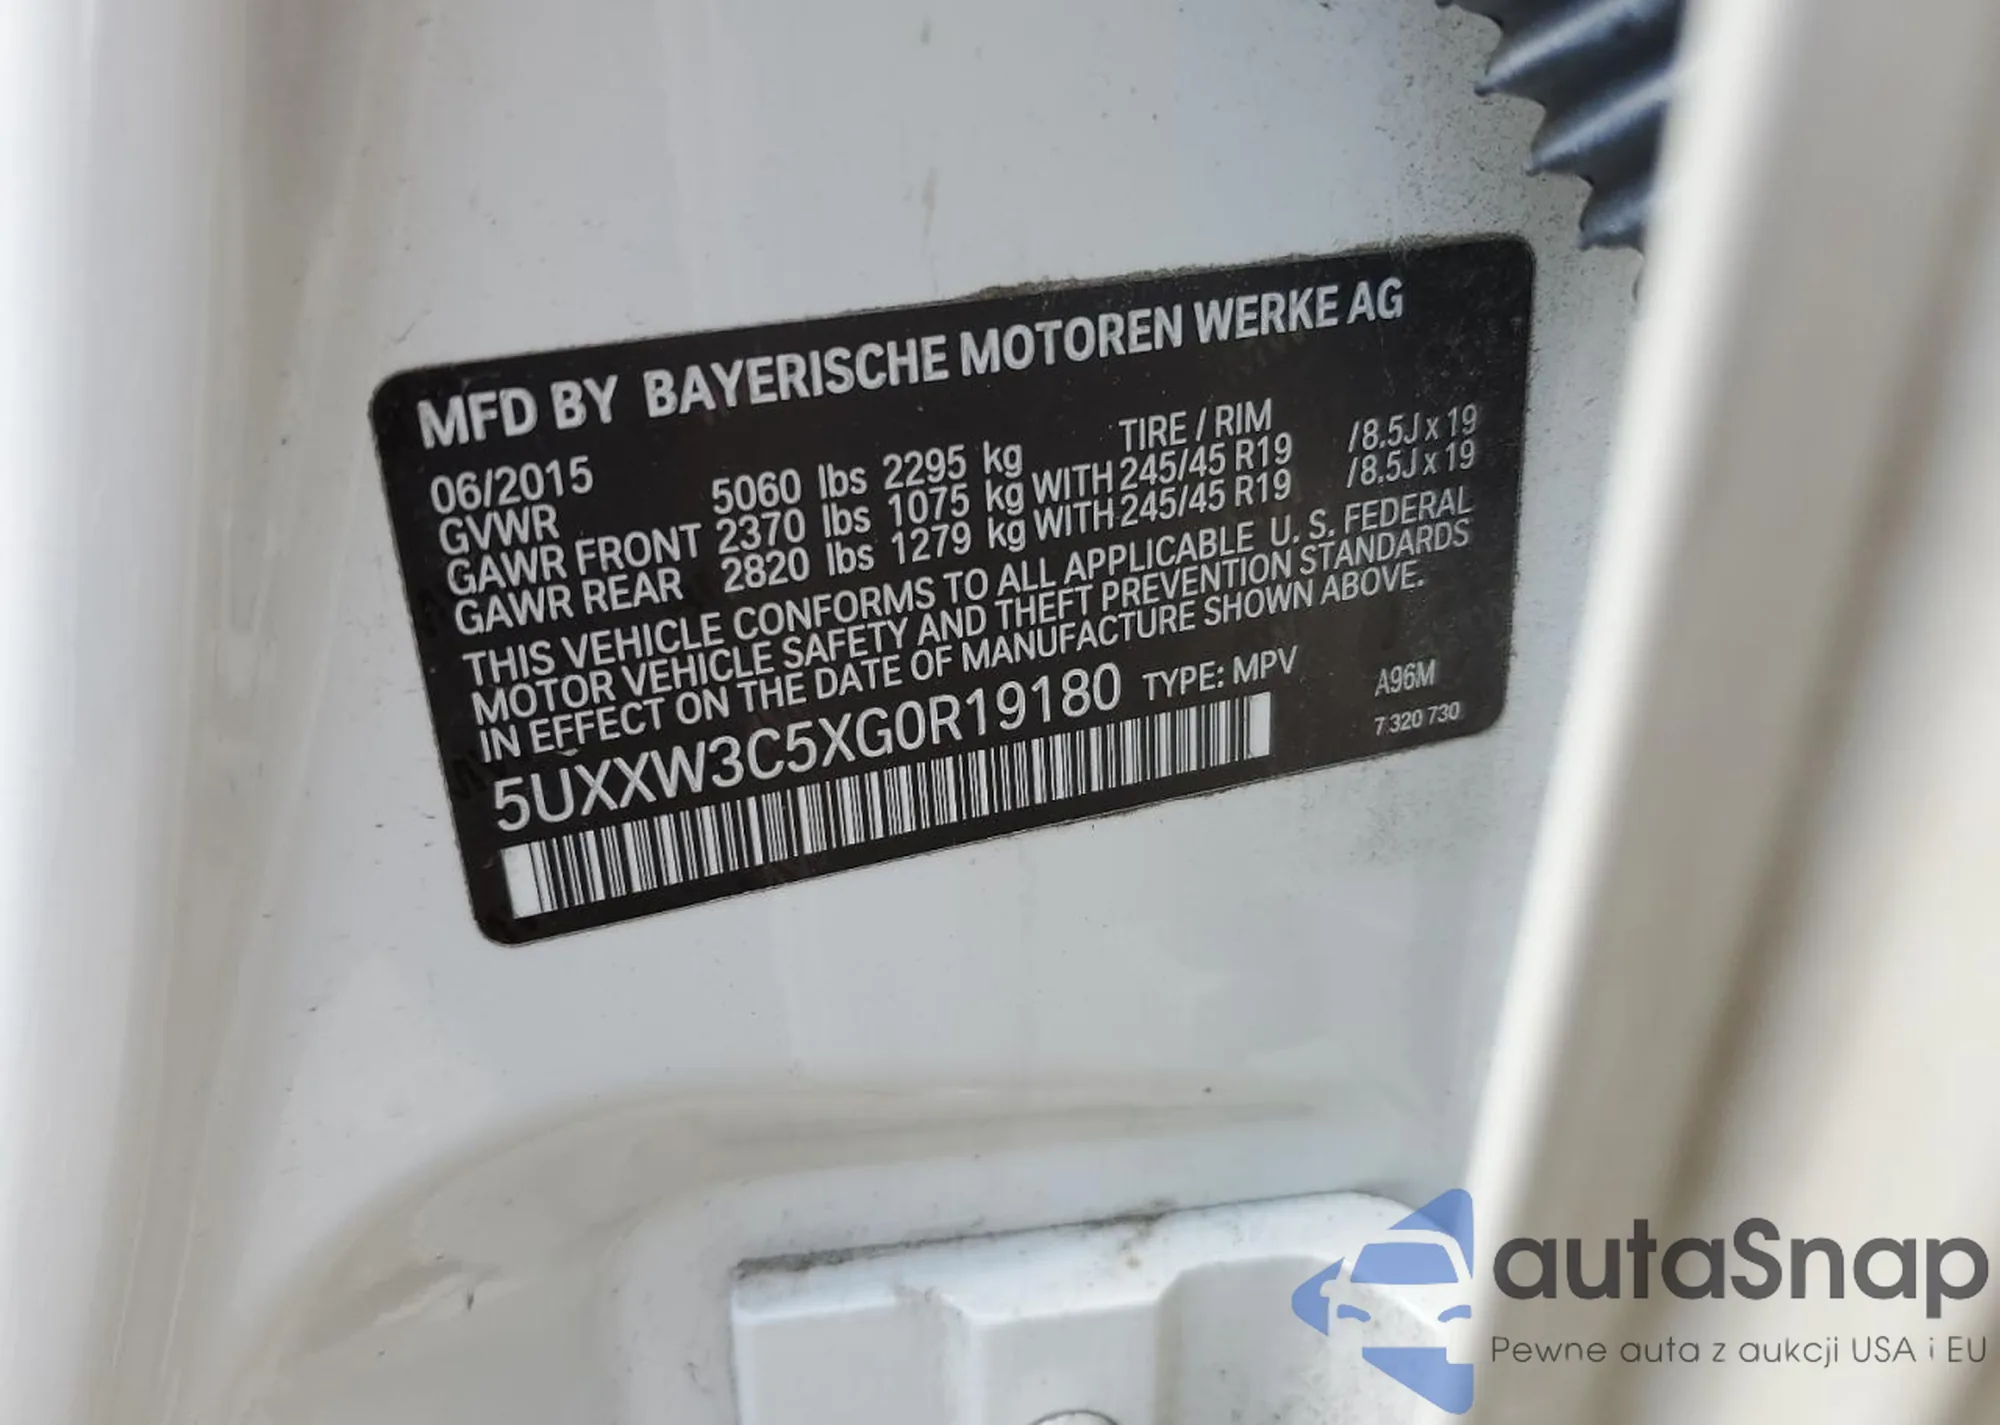 MFD BY BAYERISCHE MOTOREN WERKE AG
06/2015 TIRE / RIM
GVWR 5060 lbs 2295 kg
GAWR FRONT 2370 lbs 1075 kg WITH 245/45 R19 /8.5J x 19
GAWR REAR 2820 lbs 1279 kg WITH 245/45 R19 /8.5J x 19
THIS VEHICLE CONFORMS TO ALL APPLICABLE U. S. FEDERAL
MOTOR VEHICLE SAFETY AND THEFT PREVENTION STANDARDS
IN EFFECT ON THE DATE OF MANUFACTURE SHOWN ABOVE.
5UXXW3C5XG0R19180 TYPE: MPV A96M
7 320 730
autaSnap
Pewne auta z aukcji USA i EU